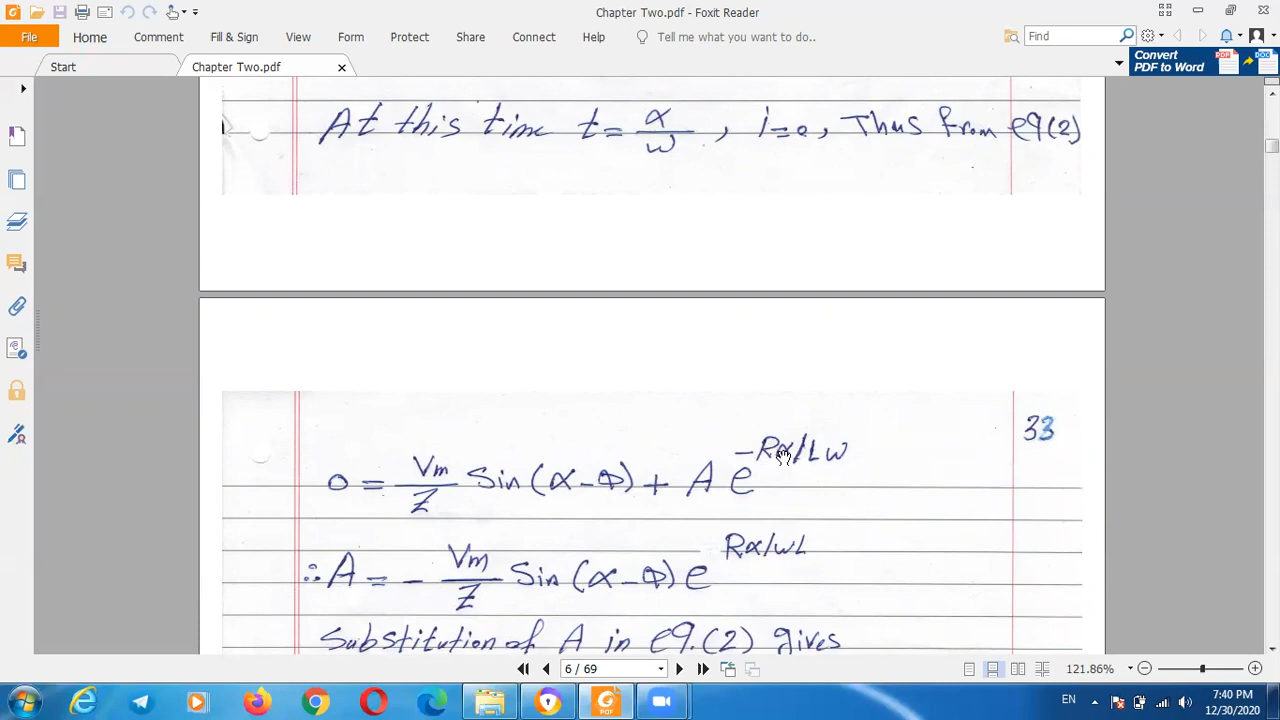 Chapter Two.pdf - Foxit Reader
File Home Comment Fill & Sign View Form Protect Share Connect Help Tell me what you want to do... Find
Start Chapter Two.pdf x
Convert PDF to Word
At this time t = α/ω , i=0, Thus from eq(2)
33
0 = Vm/Z Sin(α-Φ) + A e^-Rα/Lω
∴ A = - Vm/Z Sin(α-Φ) e^Rα/ωL
Substitution of A in eq.(2) gives
6 / 69
121.86%
EN
7:40 PM
12/30/2020